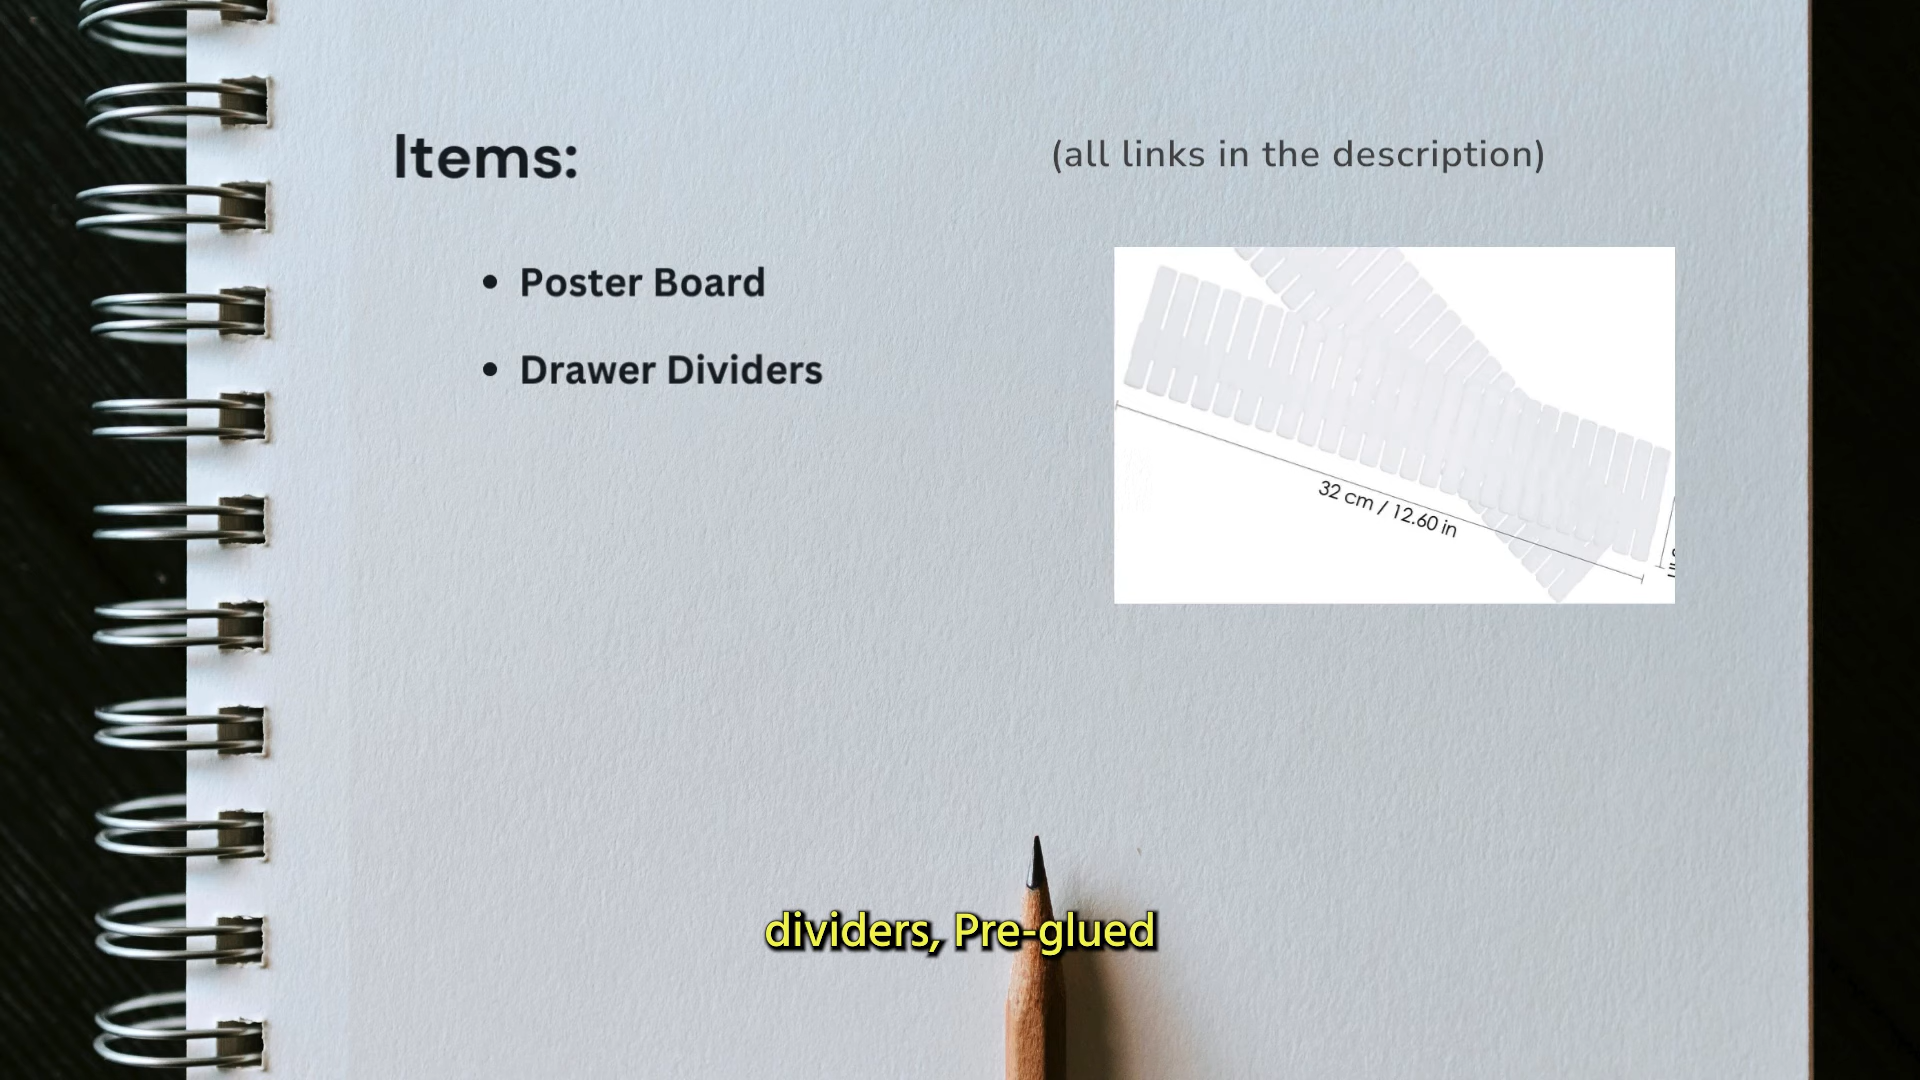 Items:
(all links in the description)
• Poster Board
• Drawer Dividers
32 cm / 12.60 in
dividers, Pre-glued